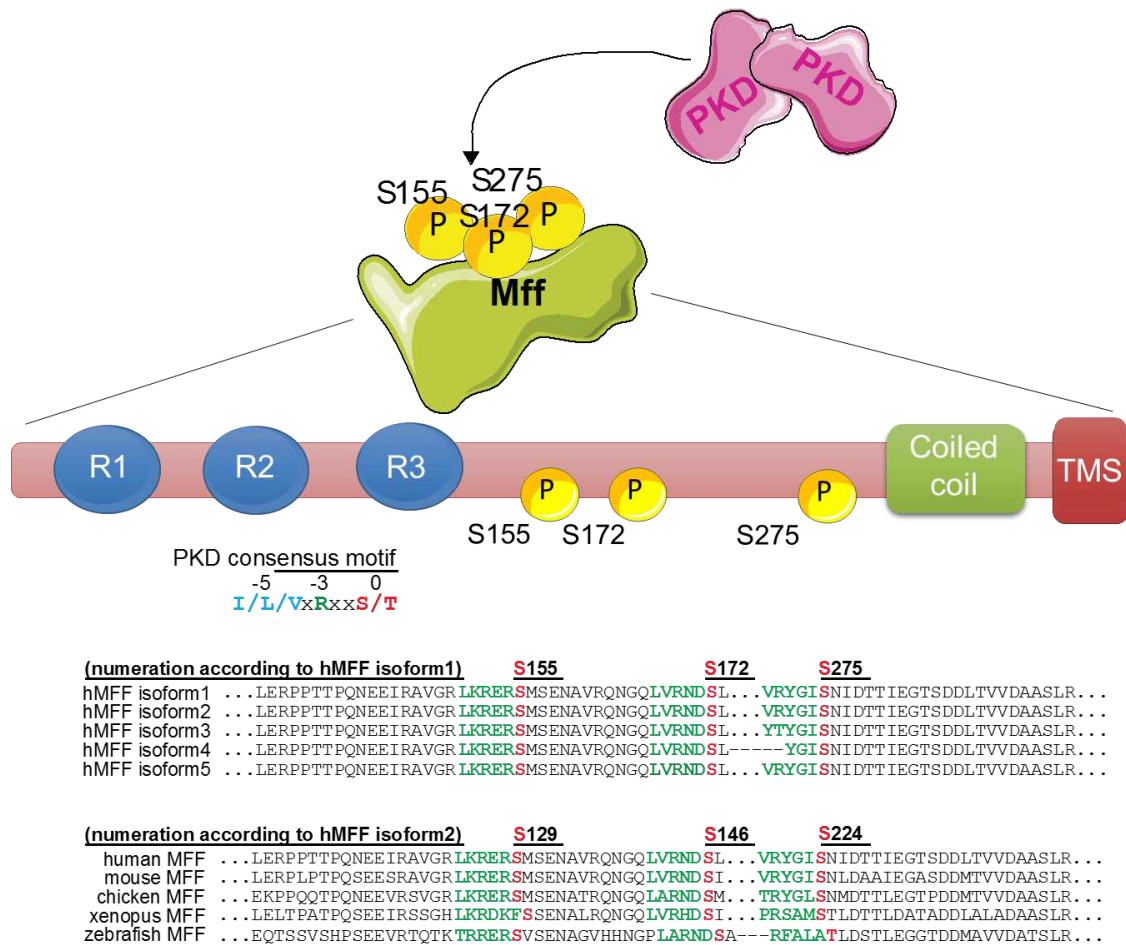 PKD
PKD
S275
S155
S172
P
P
P
Mff
R1
R2
R3
P
P
P
Coiled
coil
TMS
S155
S172
S275
PKD consensus motif
-5 -3 0
I/L/VxRxxS/T
(numeration according to hMFF isoform1) S155 S172 S275
hMFF isoform1 ...LERPPTTPQNEEIRAVGRLKRERSMSENAVRQNGQLVRNDSL...VRYGISNIDTTIEGTSDDLTVVDAASLR...
hMFF isoform2 ...LERPPTTPQNEEIRAVGRLKRERSMSENAVRQNGQLVRNDSL...VRYGISNIDTTIEGTSDDLTVVDAASLR...
hMFF isoform3 ...LERPPTTPQNEEIRAVGRLKRERSMSENAVRQNGQLVRNDSL...YTYGISNIDTTIEGTSDDLTVVDAASLR...
hMFF isoform4 ...LERPPTTPQNEEIRAVGRLKRERSMSENAVRQNGQLVRNDSL-----YGISNIDTTIEGTSDDLTVVDAASLR...
hMFF isoform5 ...LERPPTTPQNEEIRAVGRLKRERSMSENAVRQNGQLVRNDSL...VRYGISNIDTTIEGTSDDLTVVDAASLR...
(numeration according to hMFF isoform2) S129 S146 S224
human MFF ...LERPPTTPQNEEIRAVGRLKRERSMSENAVRQNGQLVRNDSL...VRYGISNIDTTIEGTSDDLTVVDAASLR...
mouse MFF ...LERPLPTPQSEESRAVGRLKRERSMSENAVRQNGQLVRNDSI...VRYGLSNLDAAIEGASDDMTVVDAASLR...
chicken MFF ...EKPPQQTPQNEEVRSVGRLKRERSMSENATRQNGQLARNDSM...TRYGLSNMDTTLEGTPDDMTVVDAASLR...
xenopus MFF ...LELTPATPQSEEIRSSGHLKRDKFSSENALRQNGQLVRHDSI...PRSAMSTLDTTLDATADDLALADAASLR...
zebrafish MFF ...EQTSSVSHPSEEVRTQTKTRRERSVSENAGVHHNGPLARNDSA---RFALATLDSTLEGGTDDMAVVDATSLR...